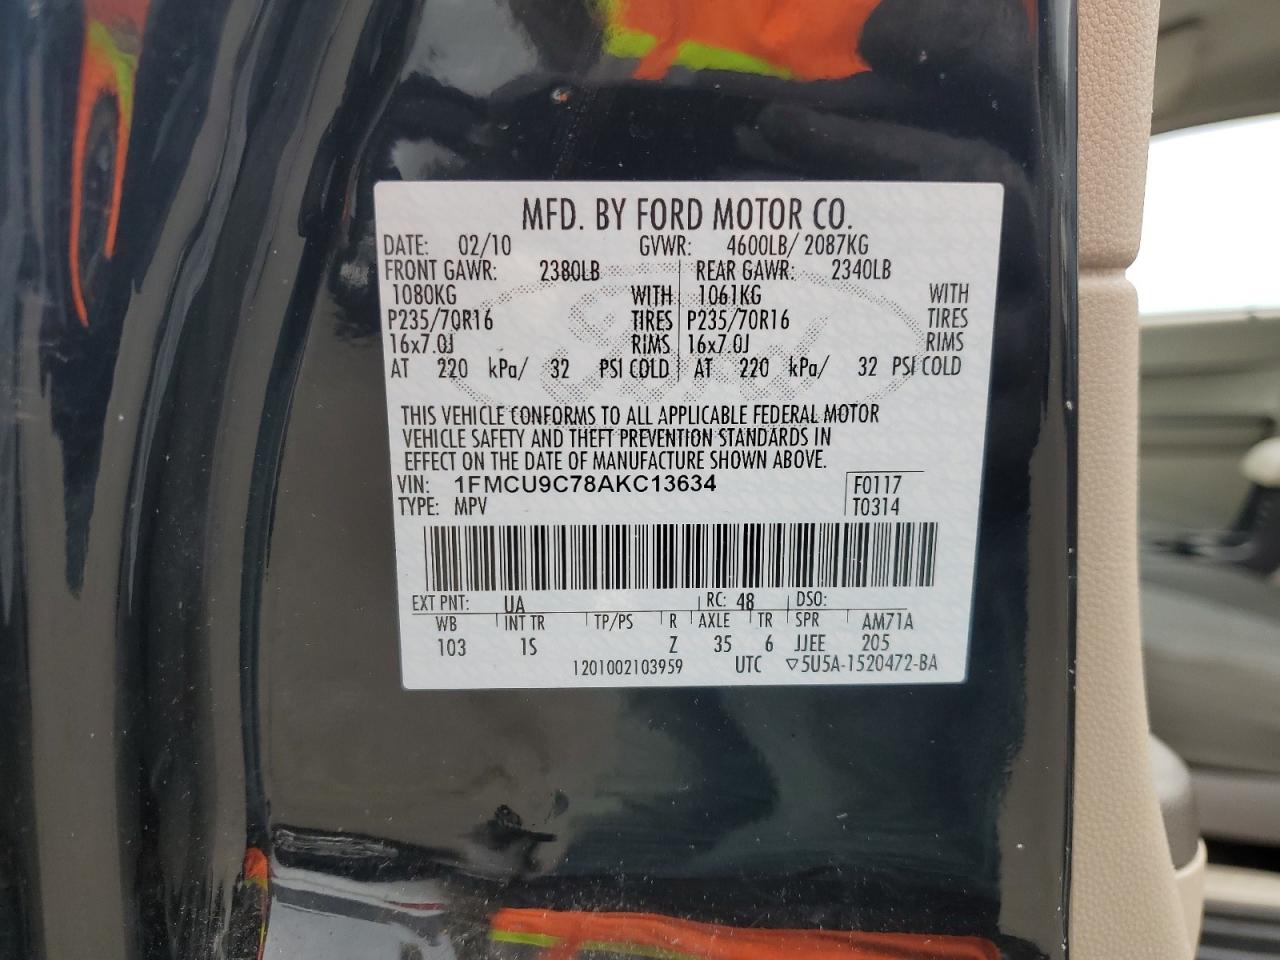 MFD. BY FORD MOTOR CO.
DATE: 02/10 GVWR: 4600LB/ 2087KG
FRONT GAWR: 2380LB REAR GAWR: 2340LB
1080KG WITH 1061KG WITH
P235/70R16 TIRES P235/70R16 TIRES
16x7.0J RIMS 16x7.0J RIMS
AT 220 kPa/ 32 PSI COLD AT 220 kPa/ 32 PSI COLD
THIS VEHICLE CONFORMS TO ALL APPLICABLE FEDERAL MOTOR
VEHICLE SAFETY AND THEFT PREVENTION STANDARDS IN
EFFECT ON THE DATE OF MANUFACTURE SHOWN ABOVE.
VIN: 1FMCU9C78AKC13634 F0117
TYPE: MPV T0314
EXT PNT: UA RC: 48 DSO:
WB INT TR TP/PS R AXLE TR SPR AM71A
103 1S Z 35 6 JJEE 205
1201002103959 UTC ▽5U5A-1520472-BA